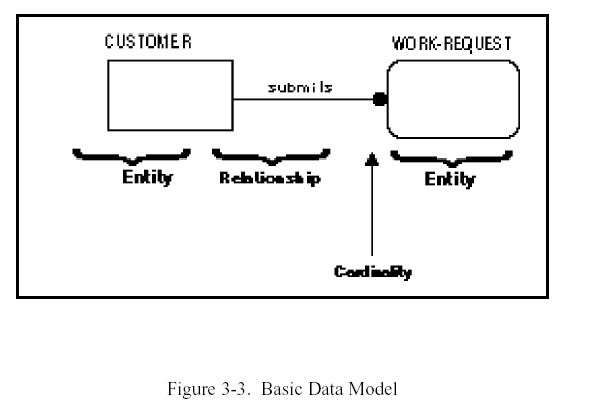 CUSTOMER
WORK-REQUEST
submits
Entity
Relationship
Entity
Cardinality
Figure 3-3. Basic Data Model